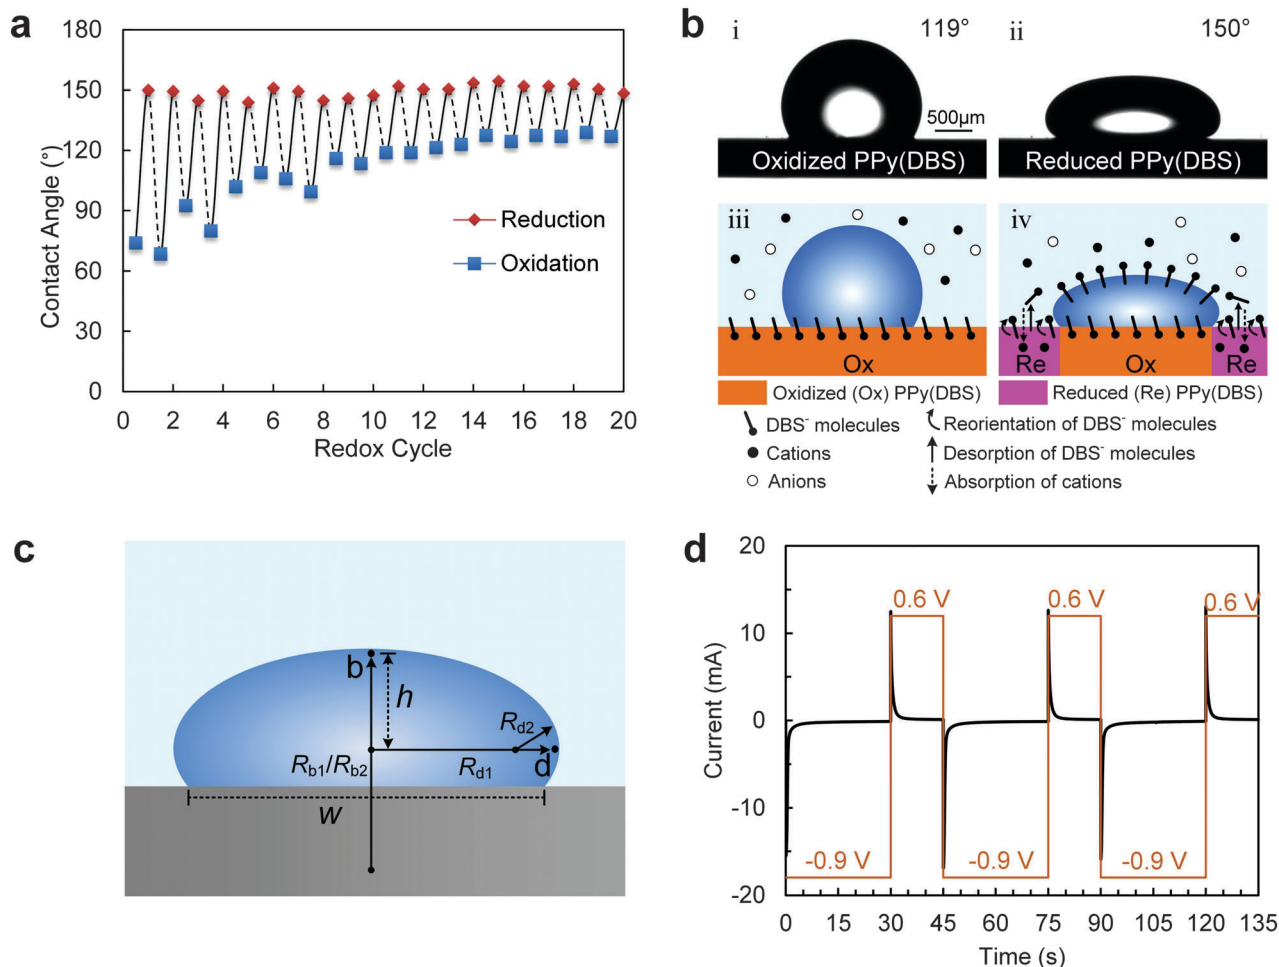 a
Contact Angle (°)
180
150
120
90
60
30
0
0 2 4 6 8 10 12 14 16 18 20
Redox Cycle
Reduction
Oxidation
b
i 119°
500µm
Oxidized PPy(DBS)
ii 150°
Reduced PPy(DBS)
iii
Ox
iv
Re Ox Re
Oxidized (Ox) PPy(DBS)
Reduced (Re) PPy(DBS)
DBS⁻ molecules
Reorientation of DBS⁻ molecules
Cations
Desorption of DBS⁻ molecules
Anions
Absorption of cations
c
b
h
R_d2
R_b1/R_b2
R_d1
d
w
d
Current (mA)
20
10
0
-10
-20
0.6 V 0.6 V 0.6 V
-0.9 V -0.9 V -0.9 V
0 15 30 45 60 75 90 105 120 135
Time (s)